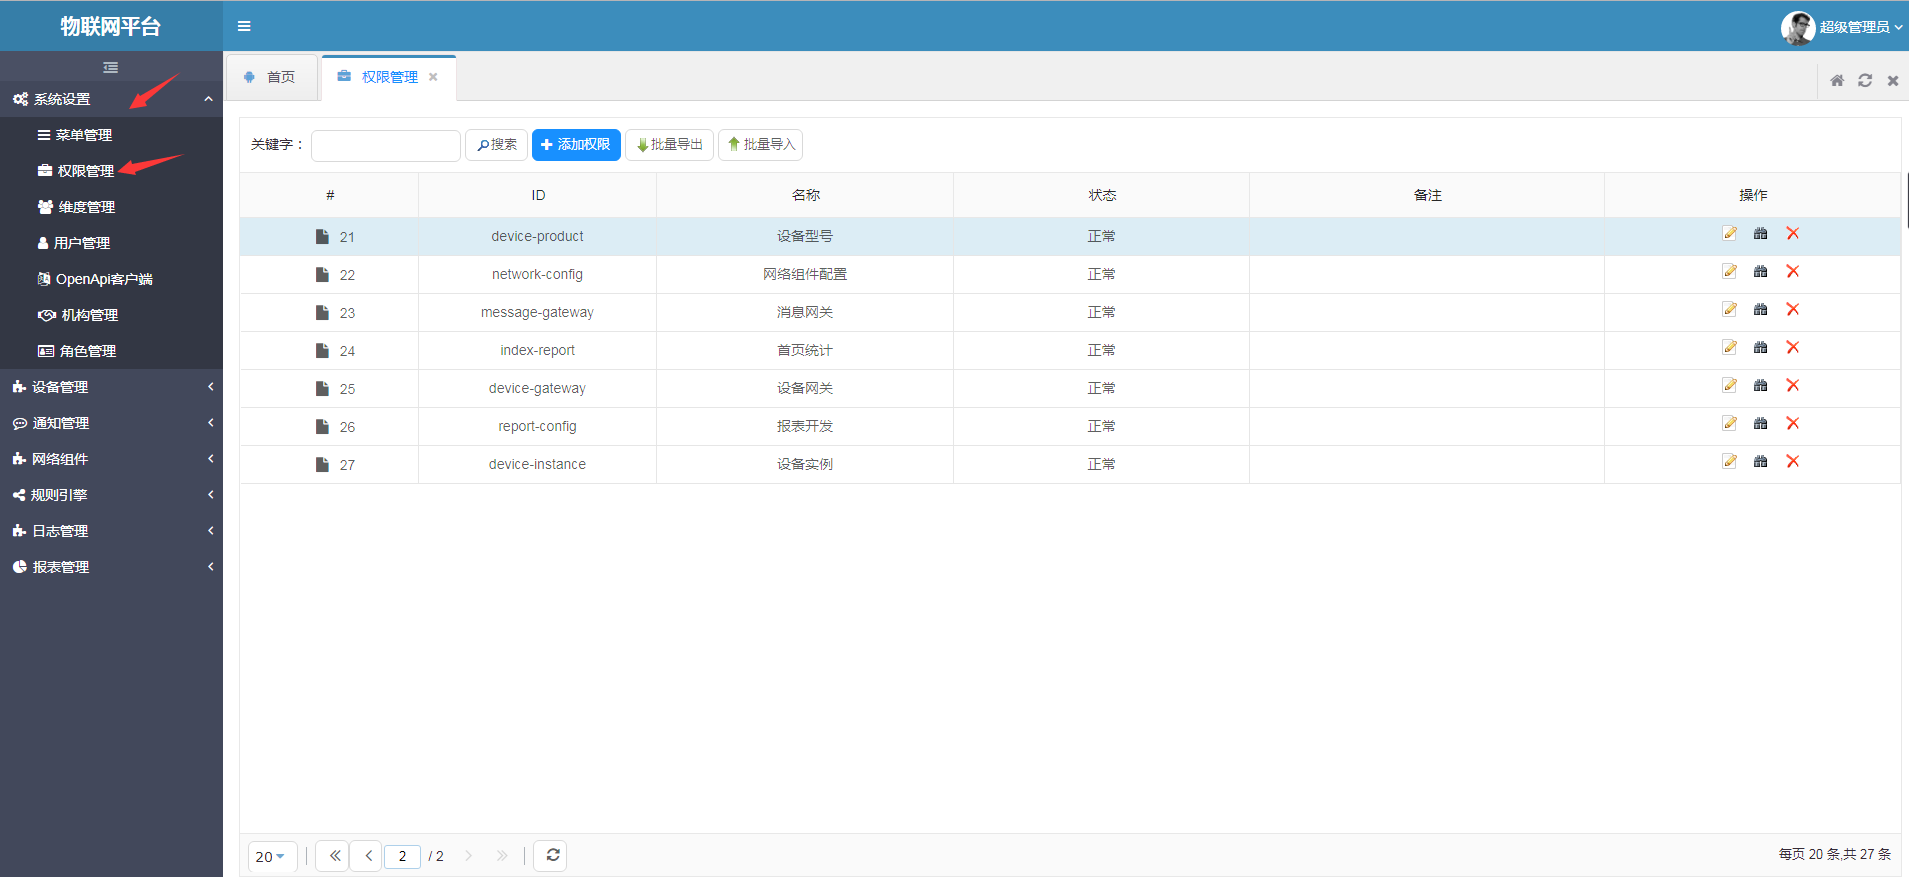 物联网平台
超级管理员
系统设置
菜单管理
权限管理
维度管理
用户管理
OpenApi客户端
机构管理
角色管理
设备管理
通知管理
网络组件
规则引擎
日志管理
报表管理
首页
权限管理
关键字：
搜索
添加权限
批量导出
批量导入
# ID 名称 状态 备注 操作
21 device-product 设备型号 正常
22 network-config 网络组件配置 正常
23 message-gateway 消息网关 正常
24 index-report 首页统计 正常
25 device-gateway 设备网关 正常
26 report-config 报表开发 正常
27 device-instance 设备实例 正常
20 2 / 2 每页 20 条,共 27 条